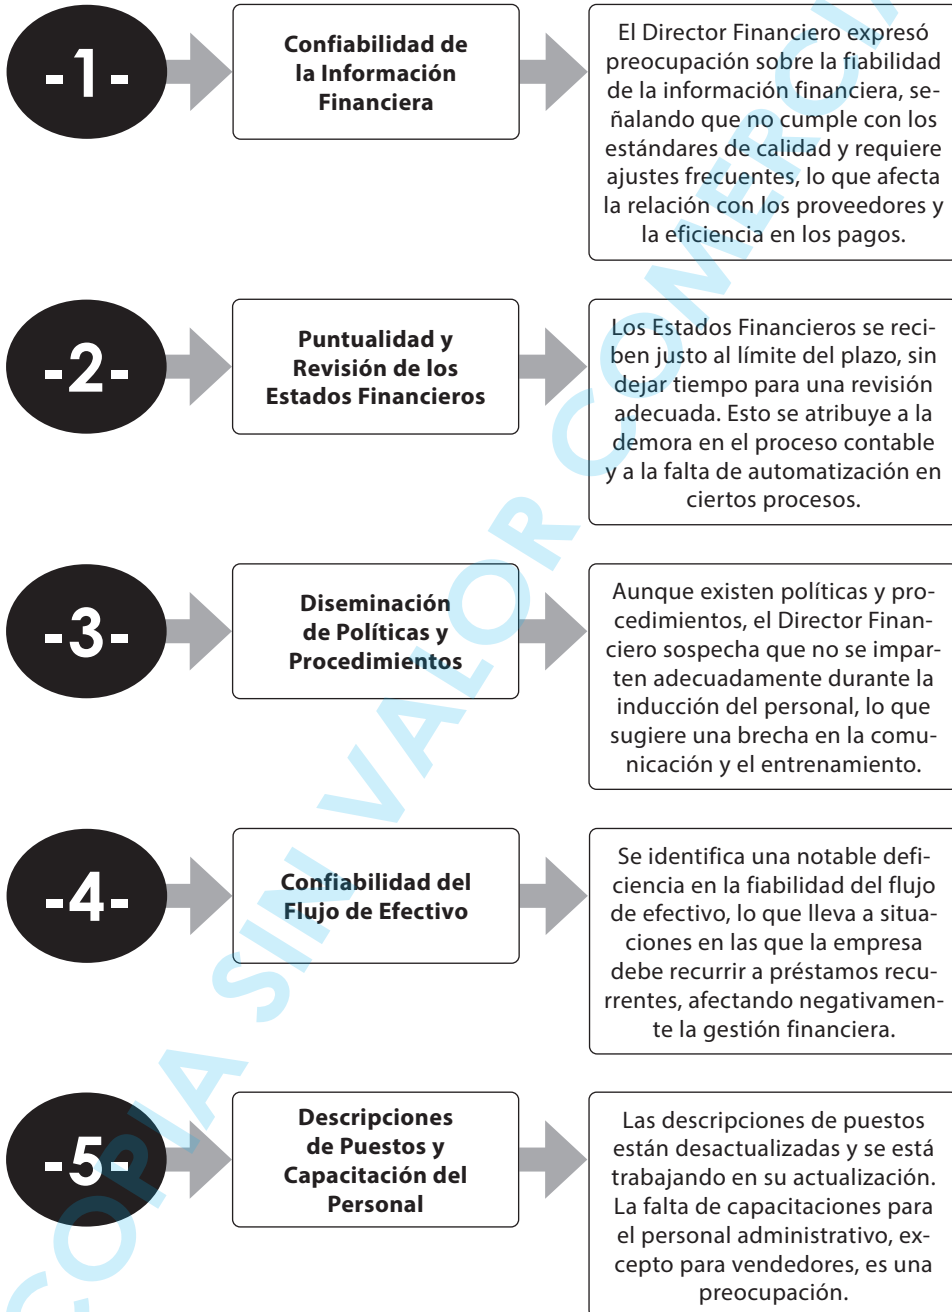 -1-
Confiabilidad de
la Información
Financiera
El Director Financiero expresó
preocupación sobre la fiabilidad
de la información financiera, se-
ñalando que no cumple con los
estándares de calidad y requiere
ajustes frecuentes, lo que afecta
la relación con los proveedores y
la eficiencia en los pagos.
-2-
Puntualidad y
Revisión de los
Estados Financieros
Los Estados Financieros se reci-
ben justo al límite del plazo, sin
dejar tiempo para una revisión
adecuada. Esto se atribuye a la
demora en el proceso contable
y a la falta de automatización en
ciertos procesos.
-3-
Diseminación
de Políticas y
Procedimientos
Aunque existen políticas y pro-
cedimientos, el Director Finan-
ciero sospecha que no se impar-
ten adecuadamente durante la
inducción del personal, lo que
sugiere una brecha en la comu-
nicación y el entrenamiento.
-4-
Confiabilidad del
Flujo de Efectivo
Se identifica una notable defi-
ciencia en la fiabilidad del flujo
de efectivo, lo que lleva a situa-
ciones en las que la empresa
debe recurrir a préstamos recu-
rrentes, afectando negativamen-
te la gestión financiera.
-5-
Descripciones
de Puestos y
Capacitación del
Personal
Las descripciones de puestos
están desactualizadas y se está
trabajando en su actualización.
La falta de capacitaciones para
el personal administrativo, ex-
cepto para vendedores, es una
preocupación.
COPIA SIN VALOR COMERCIA